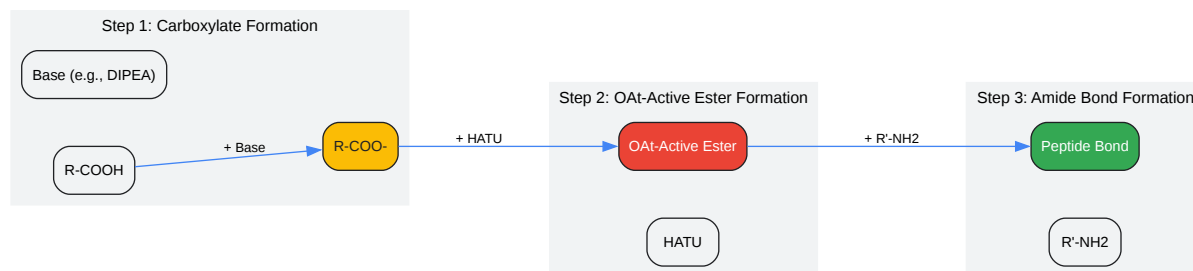 Step 1: Carboxylate Formation
Base (e.g., DIPEA)
R-COOH
+ Base
R-COO-
+ HATU
Step 2: OAt-Active Ester Formation
OAt-Active Ester
HATU
+ R'-NH2
Step 3: Amide Bond Formation
Peptide Bond
R'-NH2